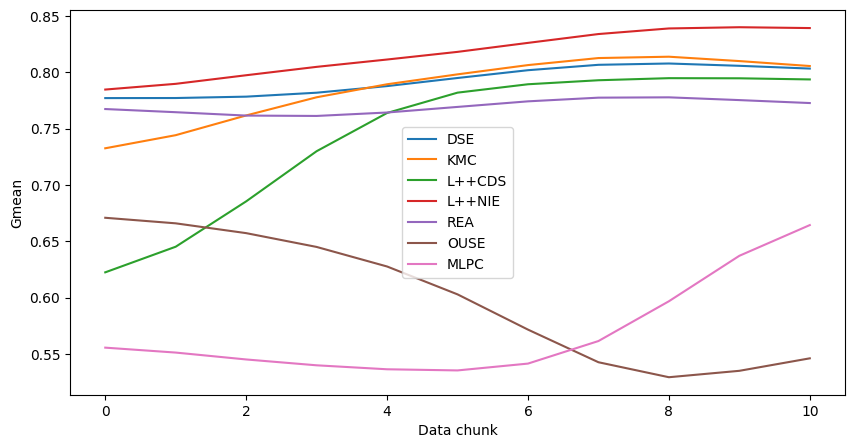 0.85
0.80
0.75
0.70
0.65
0.60
0.55
Gmean
DSE
KMC
L++CDS
L++NIE
REA
OUSE
MLPC
0 2 4 6 8 10
Data chunk